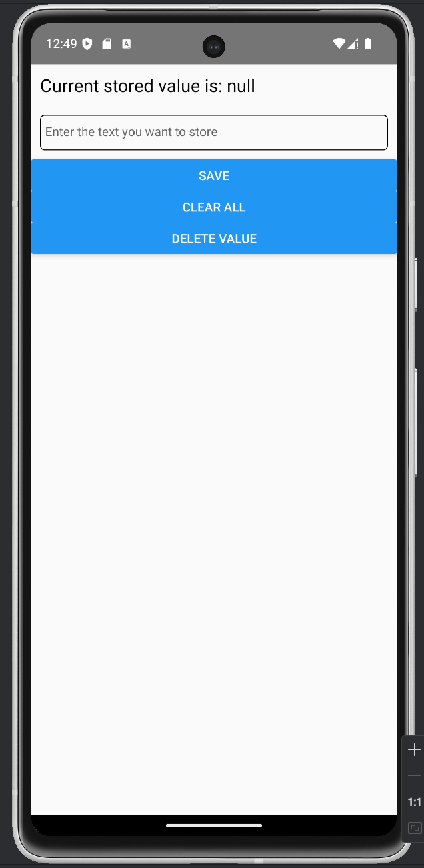 12:49
Current stored value is: null
Enter the text you want to store
SAVE
CLEAR ALL
DELETE VALUE
1:1